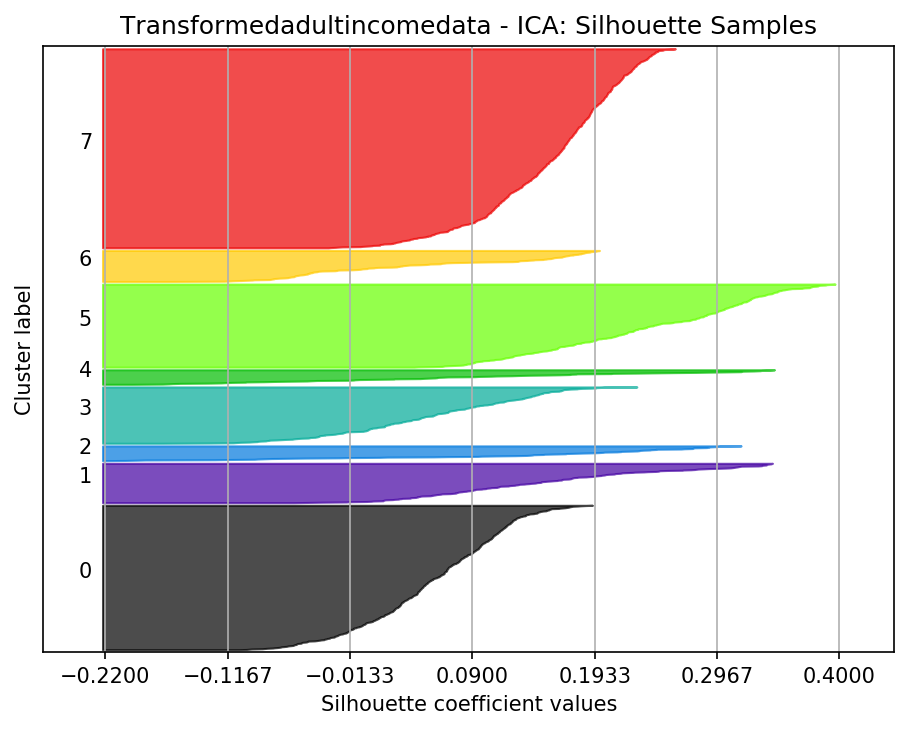 Transformedadultincomedata - ICA: Silhouette Samples
Cluster label
7
6
5
4
3
2
1
0
−0.2200 −0.1167 −0.0133 0.0900 0.1933 0.2967 0.4000
Silhouette coefficient values